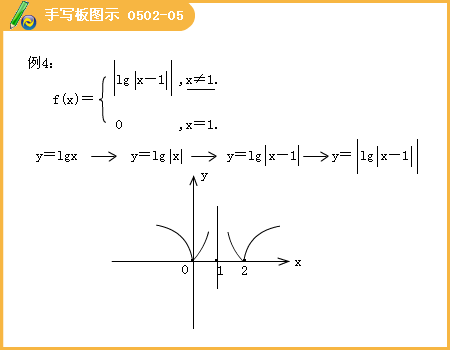 手写板图示 0502-05
例4:
f(x)= { |lg|x-1|| ,x≠1.
0 ,x=1.
y=lgx → y=lg|x| → y=lg|x-1| → y=|lg|x-1||
y
0 1 2 x